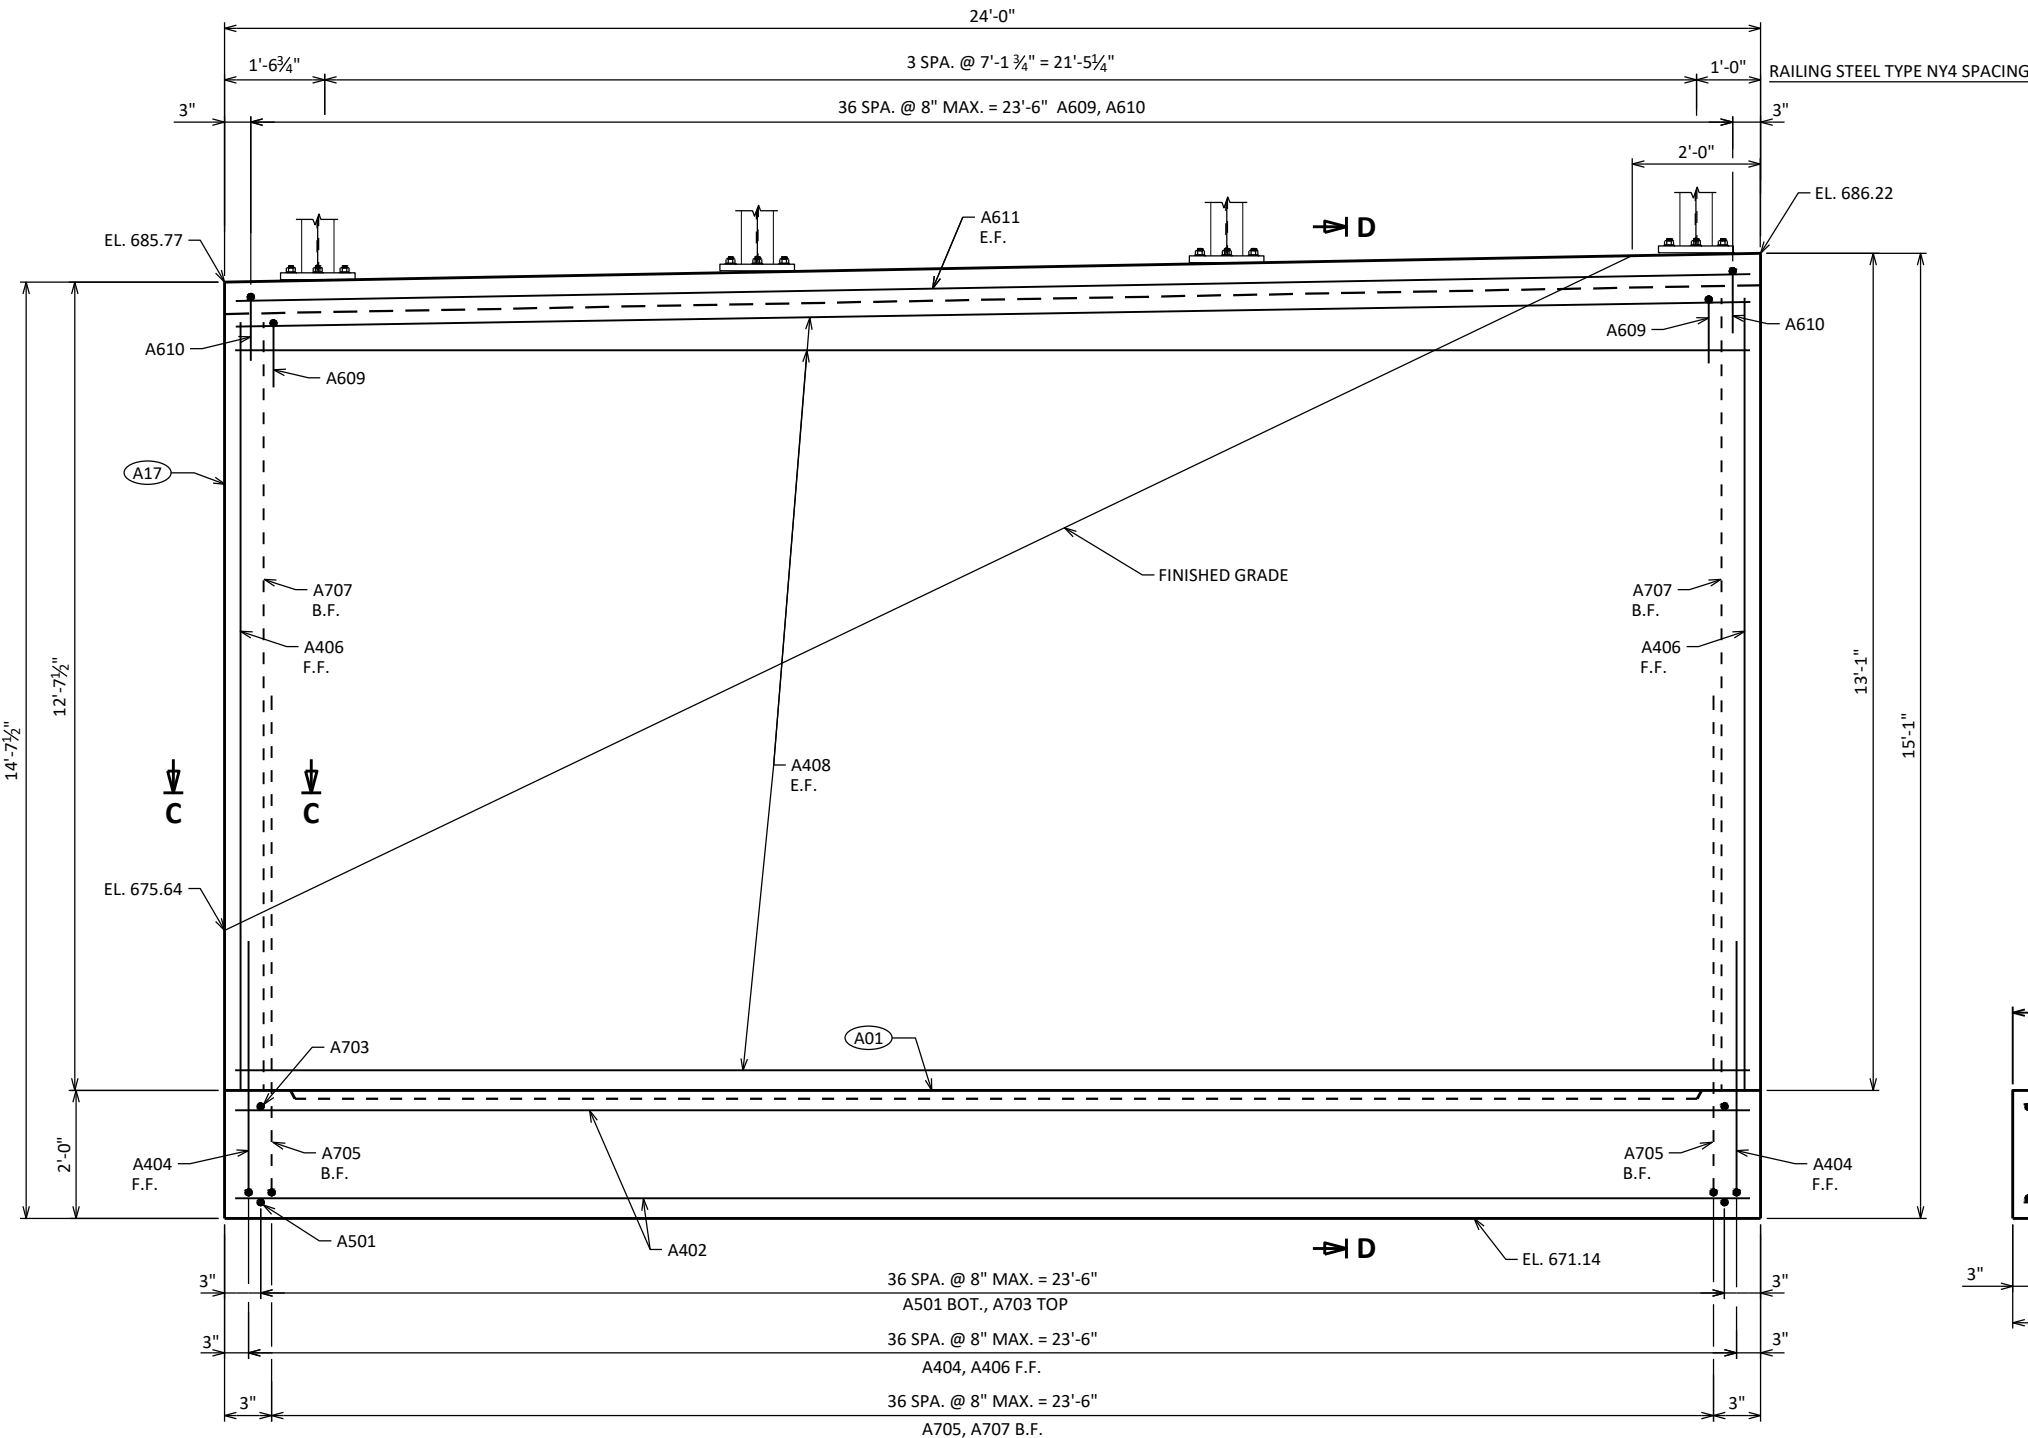 24'-0"
1'-6¾"
3 SPA. @ 7'-1 ¾" = 21'-5¼"
1'-0"
RAILING STEEL TYPE NY4 SPACING
3"
36 SPA. @ 8" MAX. = 23'-6" A609, A610
3"
2'-0"
EL. 686.22
A611
E.F.
D
EL. 685.77
A610
A609
A609
A610
A17
FINISHED GRADE
A707
B.F.
A707
B.F.
A406
F.F.
A406
F.F.
12'-7½"
14'-7½"
13'-1"
15'-1"
C
C
A408
E.F.
EL. 675.64
A703
A01
2'-0"
A404
F.F.
A705
B.F.
A705
B.F.
A404
F.F.
A501
A402
D
EL. 671.14
3"
36 SPA. @ 8" MAX. = 23'-6"
3"
3"
A501 BOT., A703 TOP
3"
36 SPA. @ 8" MAX. = 23'-6"
3"
A404, A406 F.F.
3"
36 SPA. @ 8" MAX. = 23'-6"
3"
A705, A707 B.F.